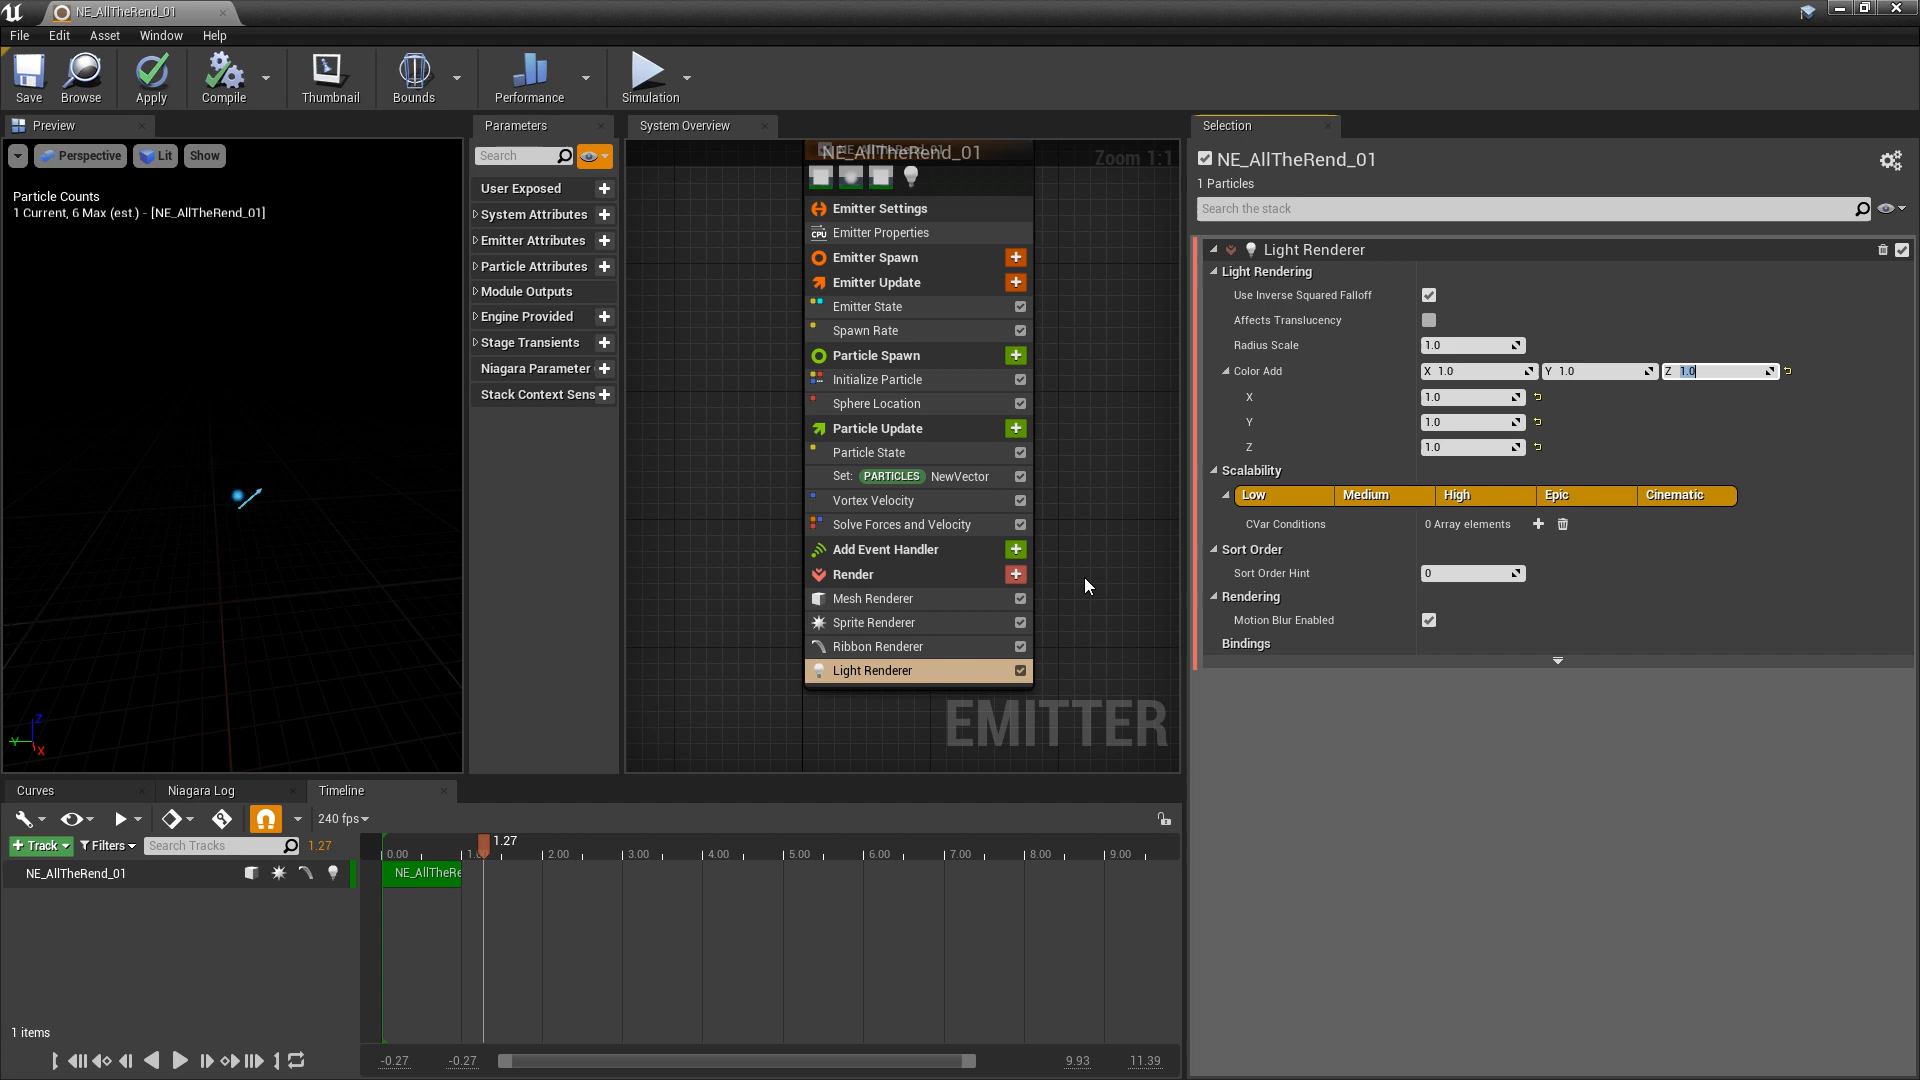 NE_AllTheRend_01
File Edit Asset Window Help
Save Browse Apply Compile Thumbnail Bounds Performance Simulation
Preview
Perspective Lit Show
Particle Counts
1 Current, 6 Max (est.) - [NE_AllTheRend_01]
Z
Y
X
Parameters
Search
User Exposed
System Attributes
Emitter Attributes
Particle Attributes
Module Outputs
Engine Provided
Stage Transients
Niagara Parameter
Stack Context Sens
System Overview
NE_AllTheRend_01
Zoom 1:1
Emitter Settings
CPU Emitter Properties
Emitter Spawn
Emitter Update
Emitter State
Spawn Rate
Particle Spawn
Initialize Particle
Sphere Location
Particle Update
Particle State
Set: PARTICLES NewVector
Vortex Velocity
Solve Forces and Velocity
Add Event Handler
Render
Mesh Renderer
Sprite Renderer
Ribbon Renderer
Light Renderer
EMITTER
Selection
NE_AllTheRend_01
1 Particles
Search the stack
Light Renderer
Light Rendering
Use Inverse Squared Falloff
Affects Translucency
Radius Scale 1.0
Color Add X 1.0 Y 1.0 Z 1.0
X 1.0
Y 1.0
Z 1.0
Scalability
Low Medium High Epic Cinematic
CVar Conditions 0 Array elements
Sort Order
Sort Order Hint 0
Rendering
Motion Blur Enabled
Bindings
Curves Niagara Log Timeline
240 fps
+ Track Filters Search Tracks 1.27
1.27
0.00 1.0 2.00 3.00 4.00 5.00 6.00 7.00 8.00 9.00
NE_AllTheRend_01
NE_AllTheRe
1 items
-0.27 -0.27 9.93 11.39